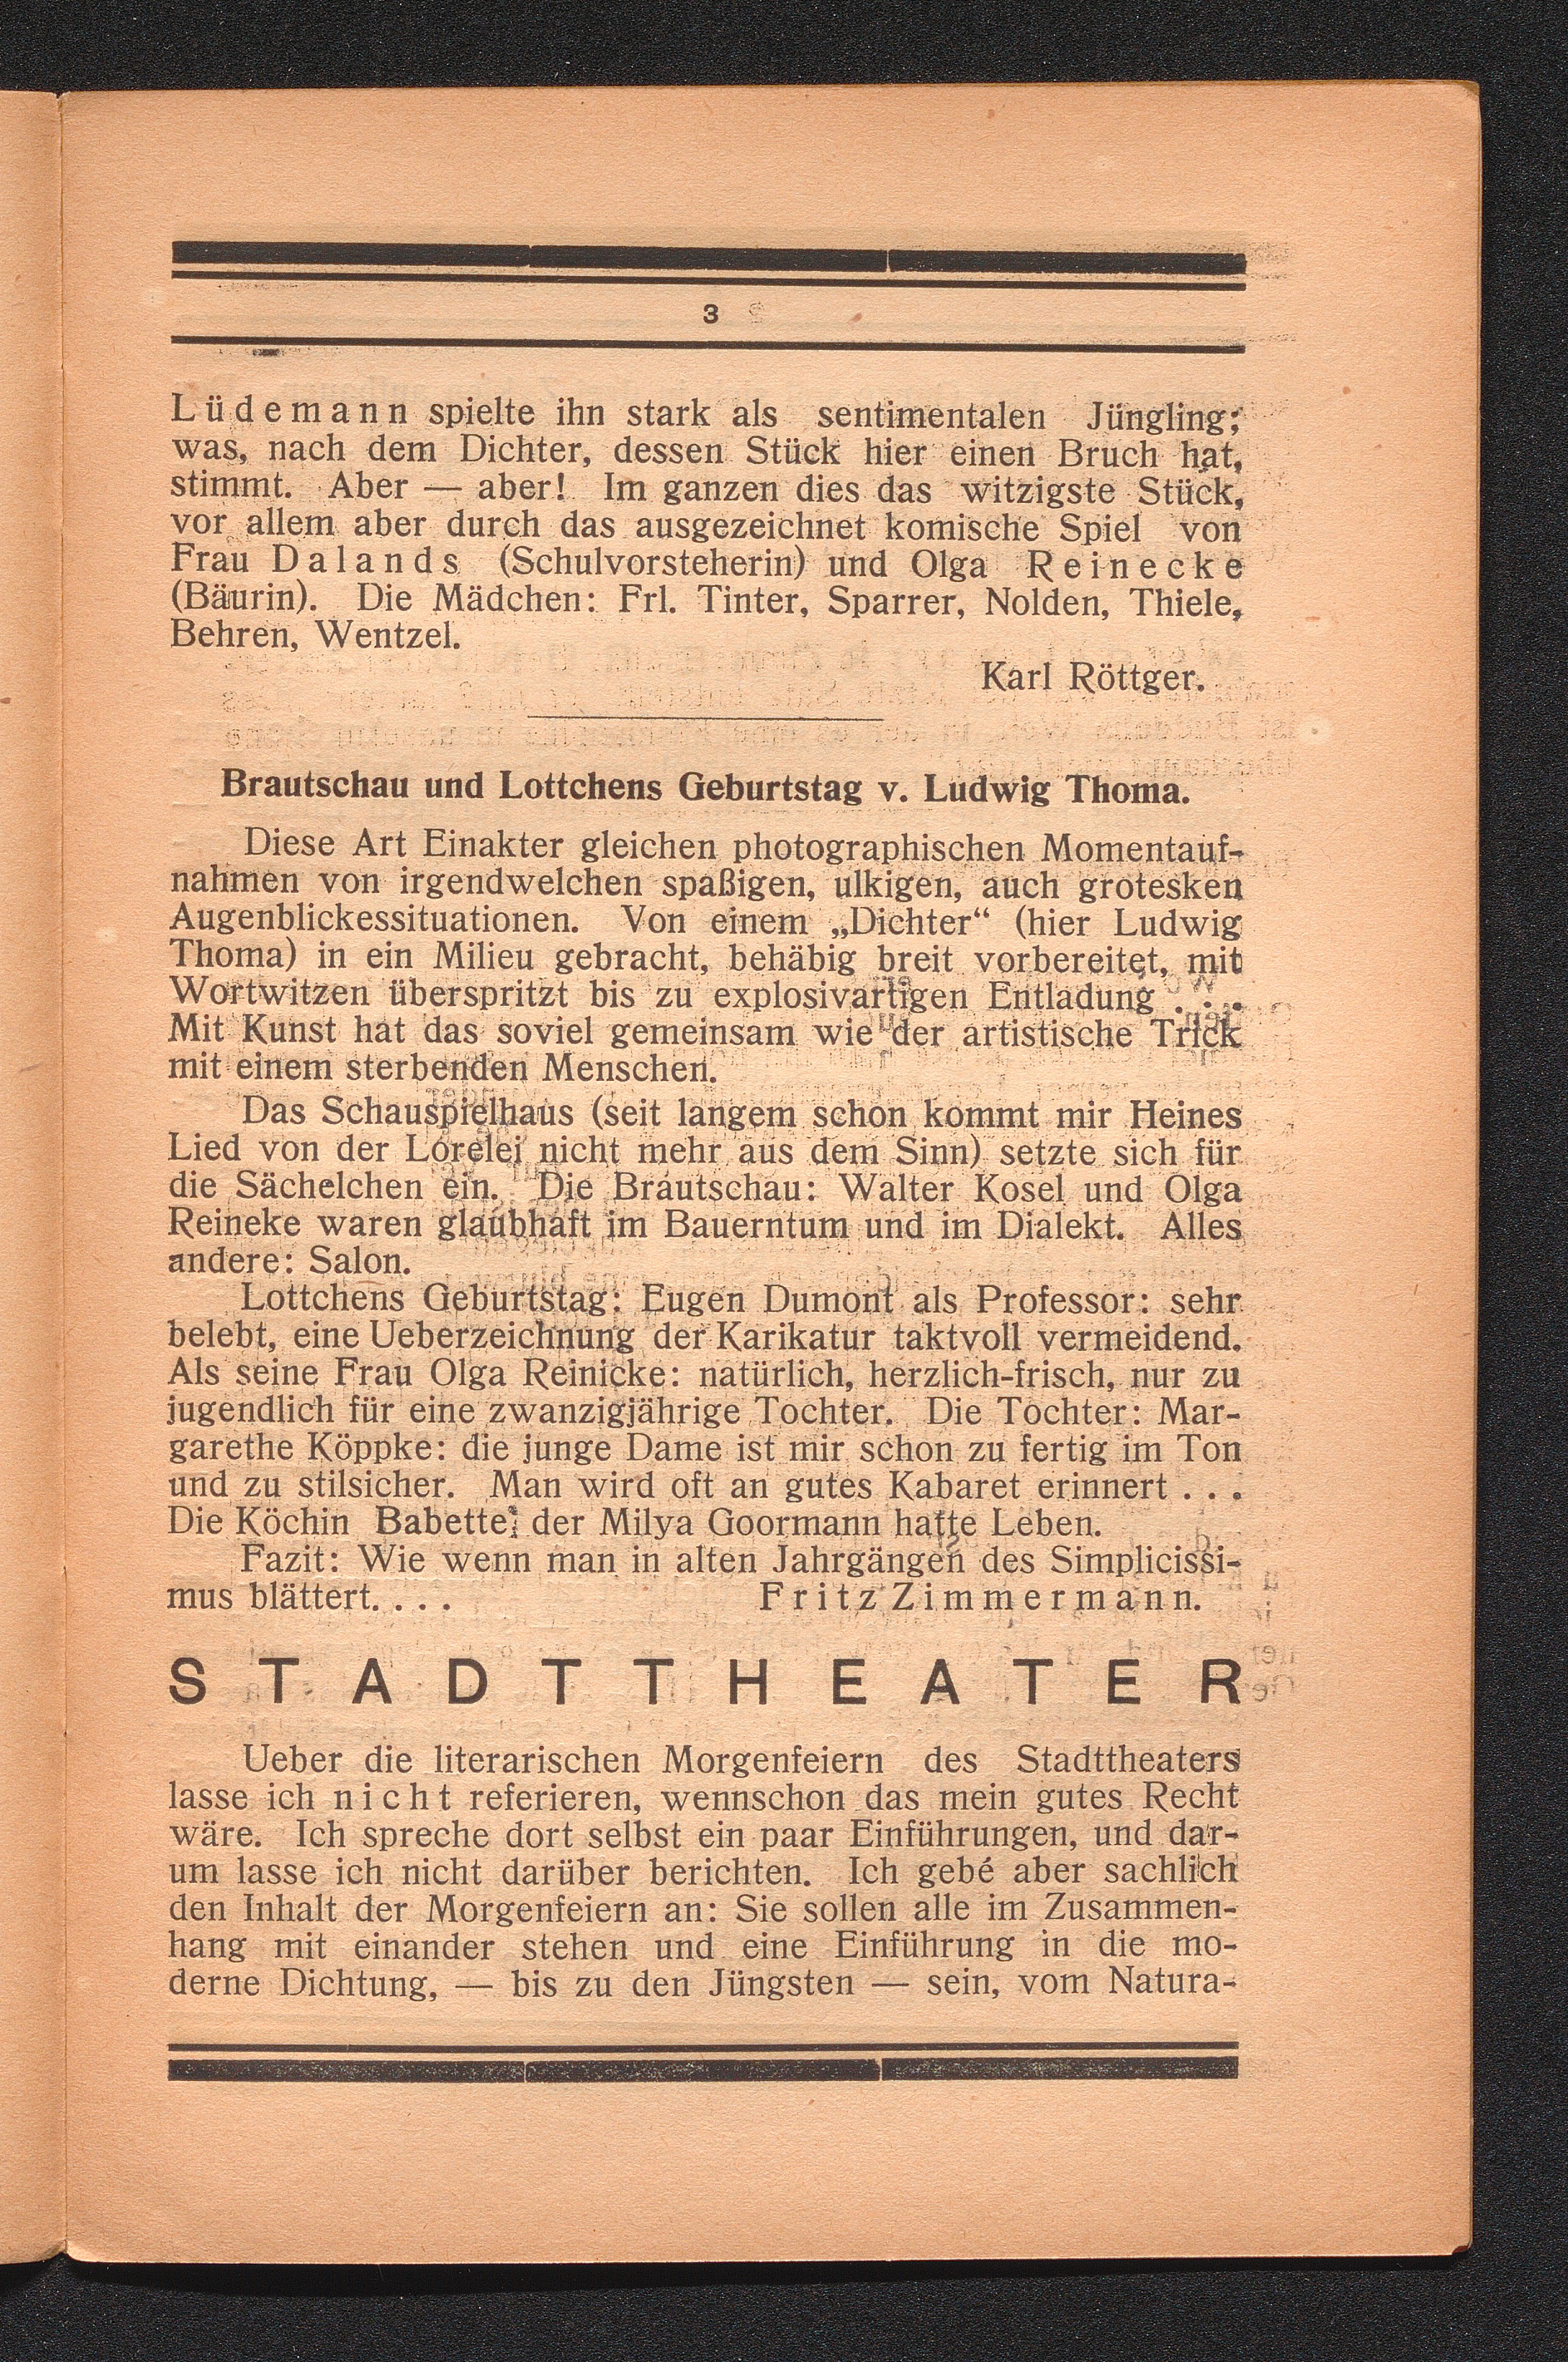 3
Lüdemann spielte ihn stark als sentimentalen Jüngling;
was, nach dem Dichter, dessen Stück hier einen Bruch hat,
stimmt. Aber — aber! Im ganzen dies das witzigste Stück,
vor allem aber durch das ausgezeichnet komische Spiel von
Frau Dalands (Schulvorsteherin) und Olga Reinecke
(Bäurin). Die Mädchen: Frl. Tinter, Sparrer, Nolden, Thiele,
Behren, Wentzel.
Karl Röttger.
Brautschau und Lottchens Geburtstag v. Ludwig Thoma.
Diese Art Einakter gleichen photographischen Momentauf-
nahmen von irgendwelchen spaßigen, ulkigen, auch grotesken
Augenblickessituationen. Von einem „Dichter“ (hier Ludwig
Thoma) in ein Milieu gebracht, behäbig breit vorbereitet, mit
Wortwitzen überspritzt bis zu explosivartigen Entladung . . .
Mit Kunst hat das soviel gemeinsam wie der artistische Trick
mit einem sterbenden Menschen.
Das Schauspielhaus (seit langem schon kommt mir Heines
Lied von der Lorelei nicht mehr aus dem Sinn) setzte sich für
die Sächelchen ein. Die Brautschau: Walter Kosel und Olga
Reineke waren glaubhaft im Bauerntum und im Dialekt. Alles
andere: Salon.
Lottchens Geburtstag: Eugen Dumont als Professor: sehr
belebt, eine Ueberzeichnung der Karikatur taktvoll vermeidend.
Als seine Frau Olga Reinicke: natürlich, herzlich-frisch, nur zu
jugendlich für eine zwanzigjährige Tochter. Die Tochter: Mar-
garethe Köppke: die junge Dame ist mir schon zu fertig im Ton
und zu stilsicher. Man wird oft an gutes Kabaret erinnert . . .
Die Köchin Babette: der Milya Goormann hatte Leben.
Fazit: Wie wenn man in alten Jahrgängen des Simplicissi-
mus blättert. . . .
Fritz Zimmermann.
STADTTHEATER
Ueber die literarischen Morgenfeiern des Stadttheaters
lasse ich nicht referieren, wennschon das mein gutes Recht
wäre. Ich spreche dort selbst ein paar Einführungen, und dar-
um lasse ich nicht darüber berichten. Ich gebé aber sachlich
den Inhalt der Morgenfeiern an: Sie sollen alle im Zusammen-
hang mit einander stehen und eine Einführung in die mo-
derne Dichtung, — bis zu den Jüngsten — sein, vom Natura-